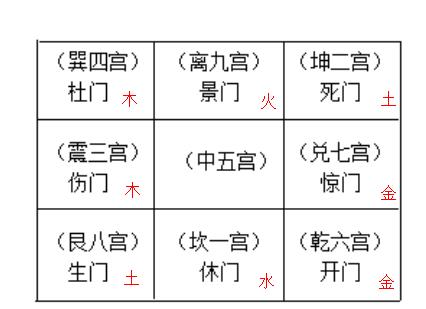 （巽四宫）
杜门 木
（离九宫）
景门 火
（坤二宫）
死门 土
（震三宫）
伤门 木
（中五宫）
（兑七宫）
惊门 金
（艮八宫）
生门 土
（坎一宫）
休门 水
（乾六宫）
开门 金